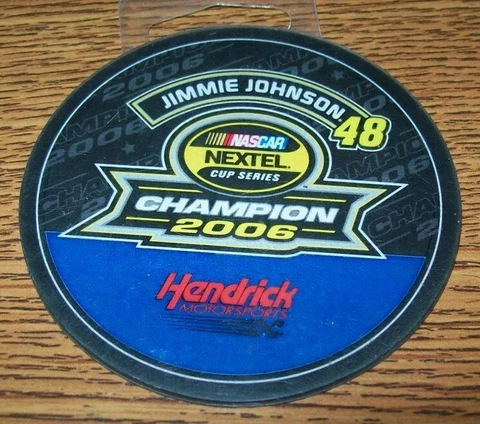 JIMMIE JOHNSON 48
NASCAR
NEXTEL
CUP SERIES
CHAMPION
2006
Hendrick
MOTORSPORTS